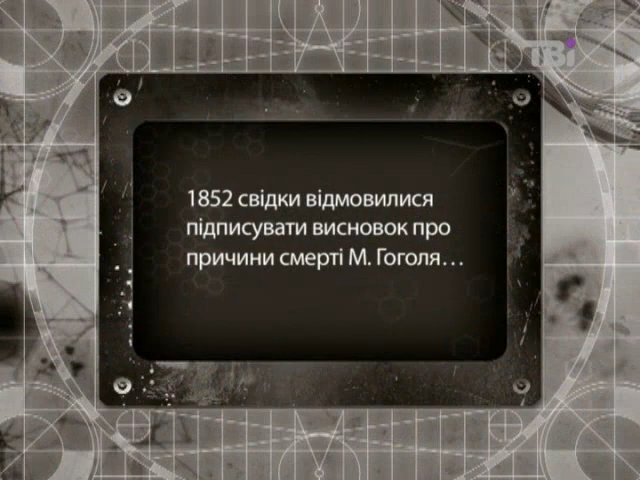 ТВі
1852 свідки відмовилися
підписувати висновок про
причини смерті М. Гоголя...